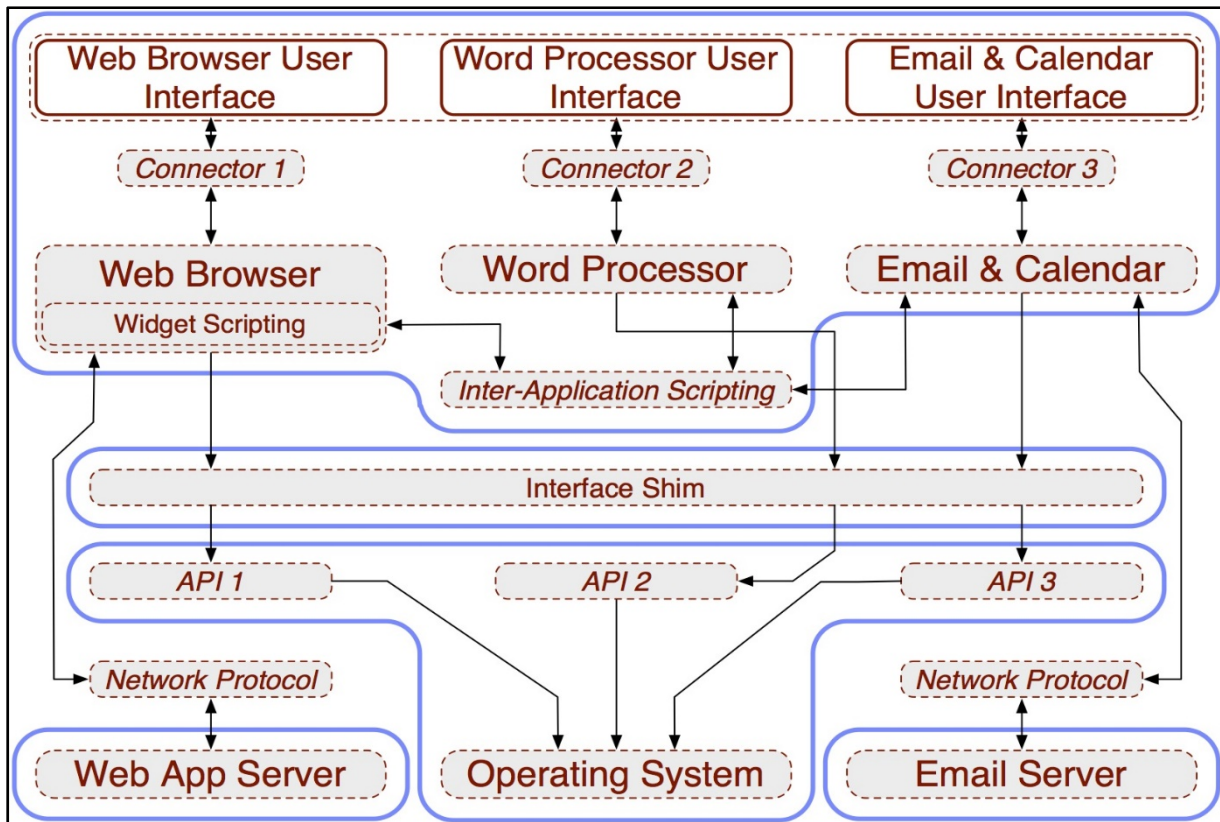 Web Browser User
Interface
Word Processor User
Interface
Email & Calendar
User Interface
Connector 1
Connector 2
Connector 3
Web Browser
Widget Scripting
Word Processor
Email & Calendar
Inter-Application Scripting
Interface Shim
API 1
API 2
API 3
Network Protocol
Network Protocol
Web App Server
Operating System
Email Server